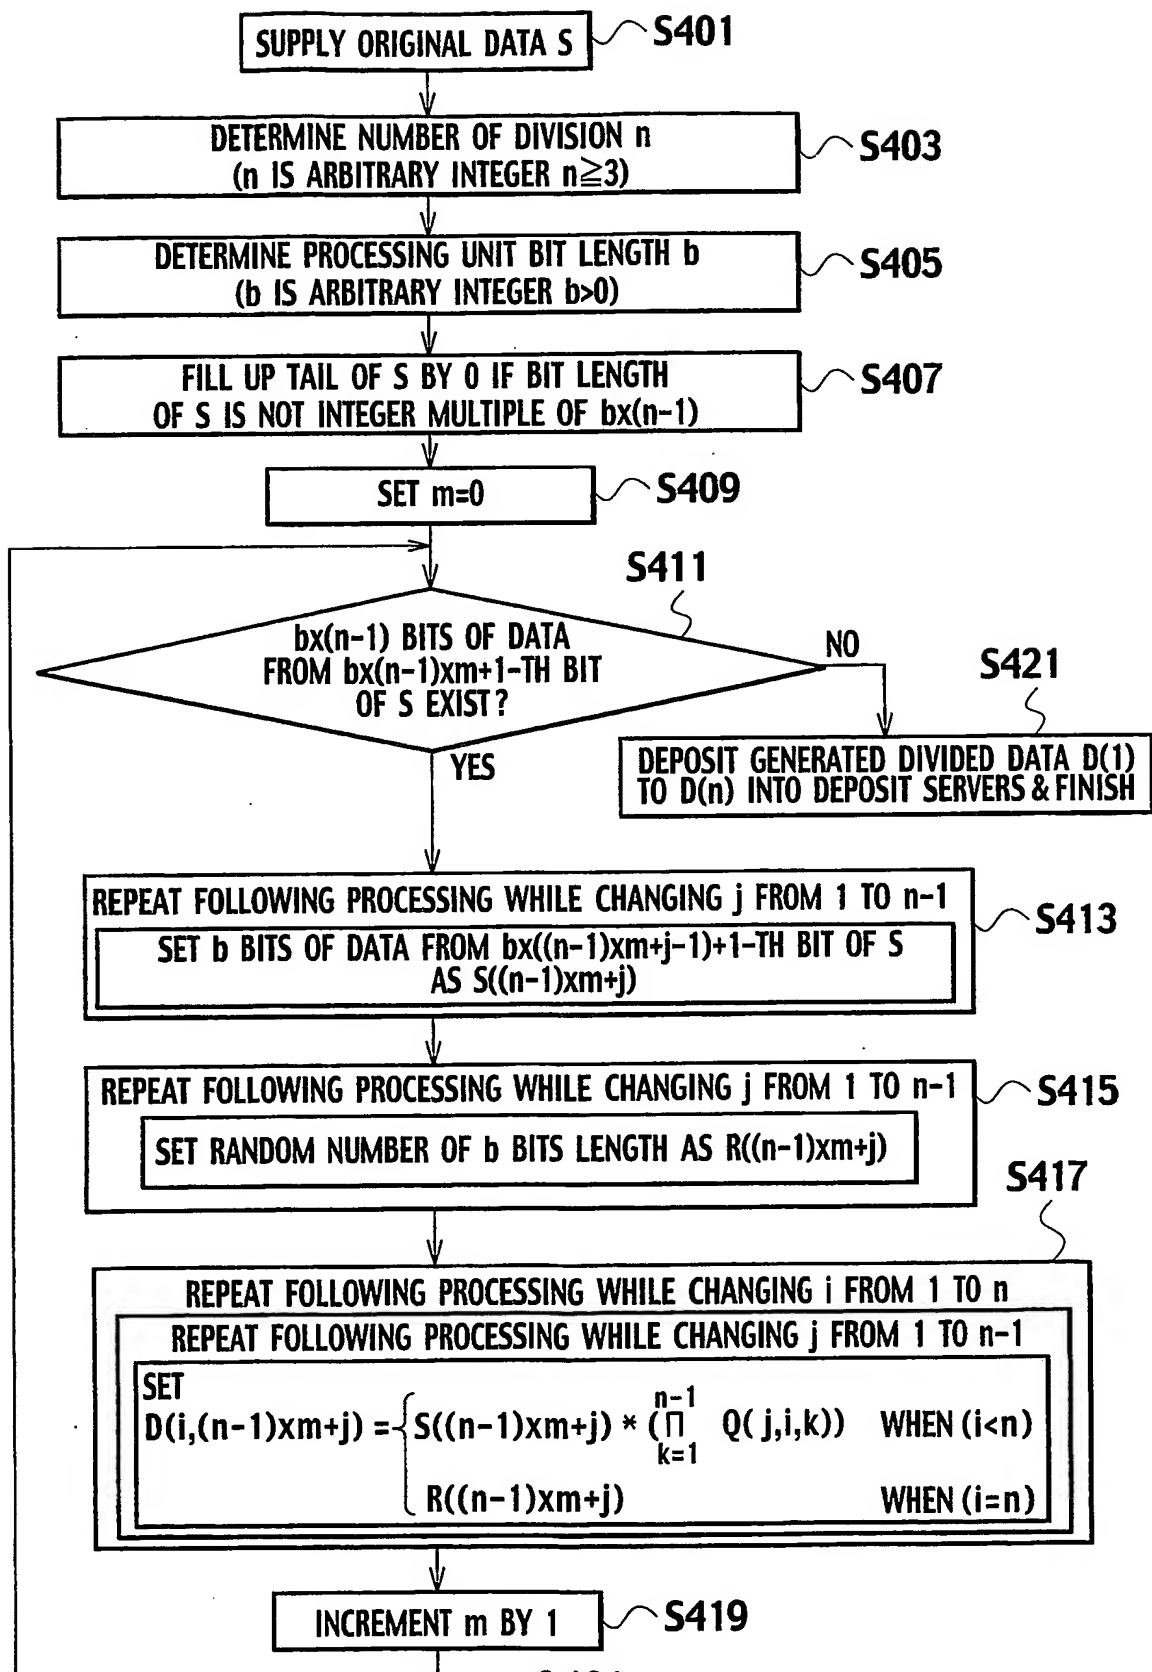 SUPPLY ORIGINAL DATA S
S401
DETERMINE NUMBER OF DIVISION n
(n IS ARBITRARY INTEGER n≧3)
S403
DETERMINE PROCESSING UNIT BIT LENGTH b
(b IS ARBITRARY INTEGER b>0)
S405
FILL UP TAIL OF S BY 0 IF BIT LENGTH
OF S IS NOT INTEGER MULTIPLE OF bx(n-1)
S407
SET m=0
S409
S411
bx(n-1) BITS OF DATA
FROM bx(n-1)xm+1-TH BIT
OF S EXIST?
NO
YES
S421
DEPOSIT GENERATED DIVIDED DATA D(1)
TO D(n) INTO DEPOSIT SERVERS & FINISH
REPEAT FOLLOWING PROCESSING WHILE CHANGING j FROM 1 TO n-1
S413
SET b BITS OF DATA FROM bx((n-1)xm+j-1)+1-TH BIT OF S
AS S((n-1)xm+j)
REPEAT FOLLOWING PROCESSING WHILE CHANGING j FROM 1 TO n-1
S415
SET RANDOM NUMBER OF b BITS LENGTH AS R((n-1)xm+j)
S417
REPEAT FOLLOWING PROCESSING WHILE CHANGING i FROM 1 TO n
REPEAT FOLLOWING PROCESSING WHILE CHANGING j FROM 1 TO n-1
SET
n-1
D(i,(n-1)xm+j) = { S((n-1)xm+j) * (Π Q(j,i,k)) WHEN (i<n)
k=1
R((n-1)xm+j) WHEN (i=n)
INCREMENT m BY 1
S419